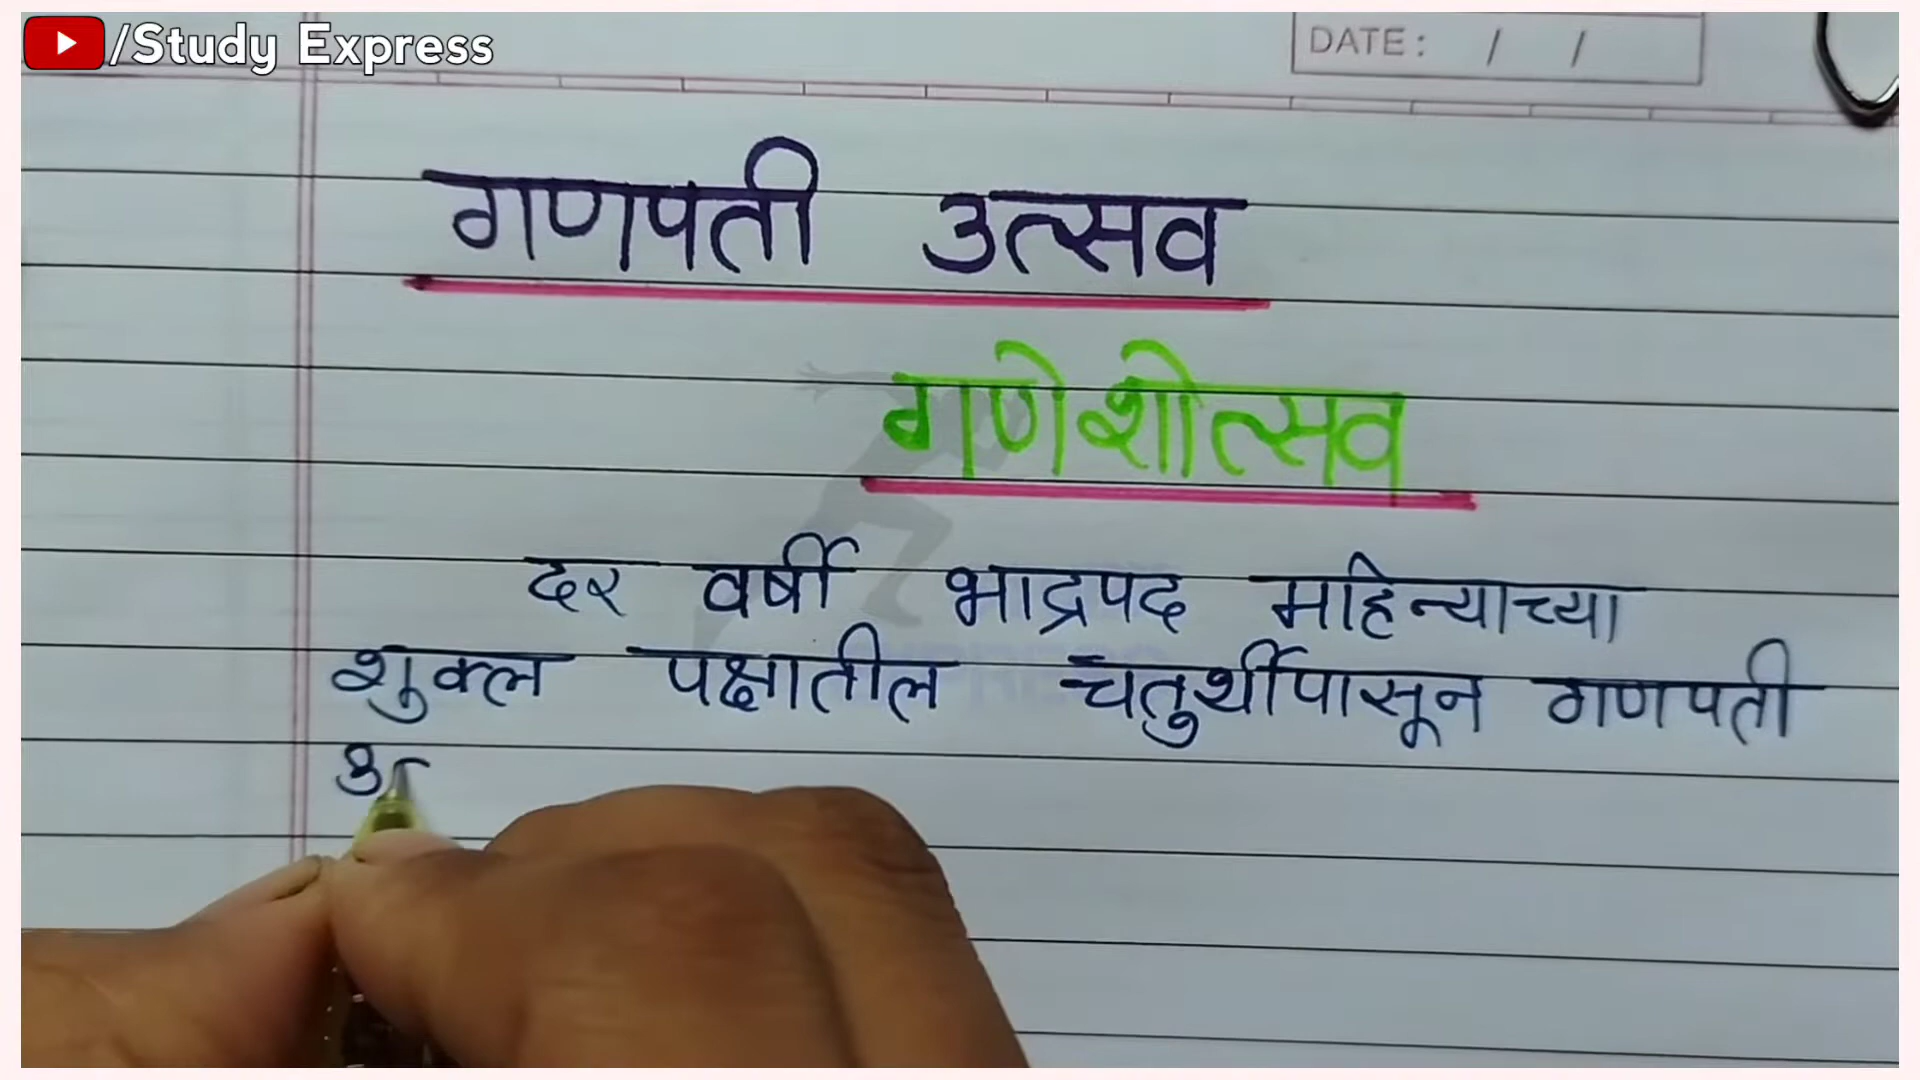 /Study Express
DATE: / /
गणपती उत्सव
गणेशोत्सव
दर वर्षी भाद्रपद महिन्याच्या
शुक्ल पक्षातील चतुर्थीपासून गणपती